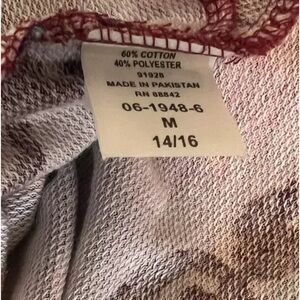 60% COTTON
40% POLYESTER
91928
MADE IN PAKISTAN
RN 88842
06-1948-6
M
14/16